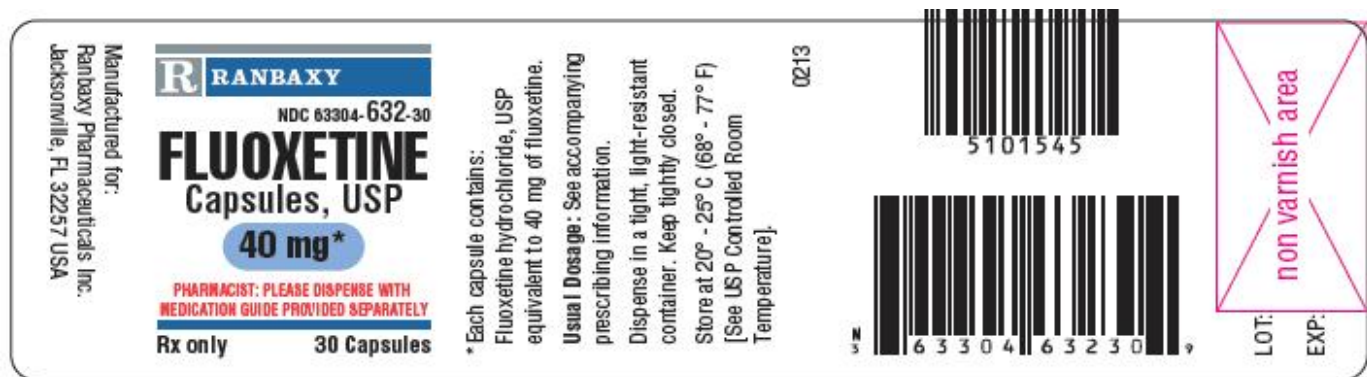 Manufactured for:
Ranbaxy Pharmaceuticals Inc.
Jacksonville, FL 32257 USA
R RANBAXY
NDC 63304-632-30
FLUOXETINE
Capsules, USP
40 mg*
PHARMACIST: PLEASE DISPENSE WITH
MEDICATION GUIDE PROVIDED SEPARATELY
Rx only 30 Capsules
*Each capsule contains:
Fluoxetine hydrochloride, USP
equivalent to 40 mg of fluoxetine.
Usual Dosage: See accompanying
prescribing information.
Dispense in a tight, light-resistant
container. Keep tightly closed.
Store at 20° - 25° C (68° - 77° F)
[See USP Controlled Room
Temperature].
0213
5101545
N
3 63304 63230 9
non varnish area
LOT:
EXP: